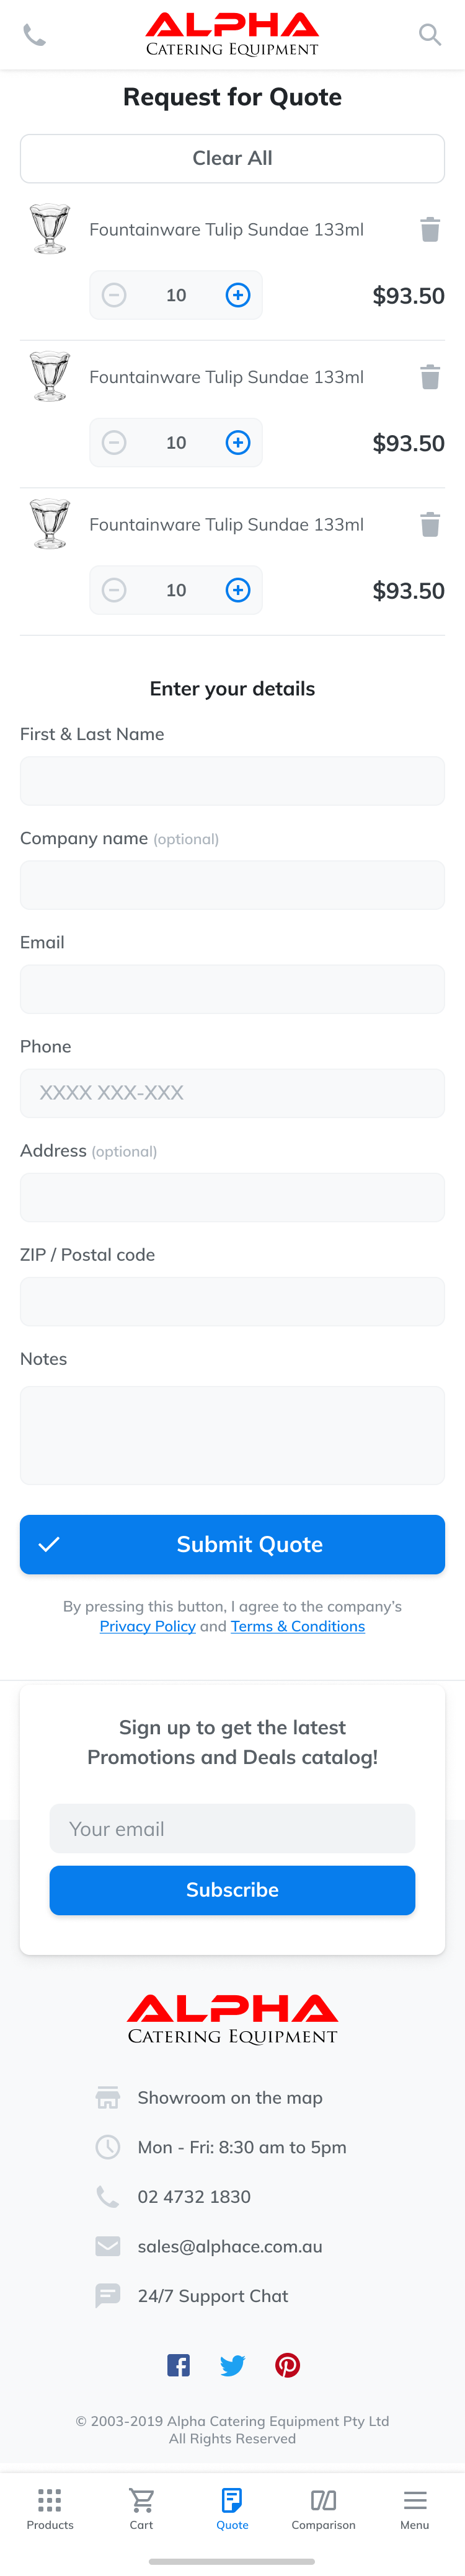 ALPHA
CATERING EQUIPMENT
Request for Quote
Clear All
Fountainware Tulip Sundae 133ml
10
$93.50
Fountainware Tulip Sundae 133ml
10
$93.50
Fountainware Tulip Sundae 133ml
10
$93.50
Enter your details
First & Last Name
Company name (optional)
Email
Phone
XXXX XXX-XXX
Address (optional)
ZIP / Postal code
Notes
Submit Quote
By pressing this button, I agree to the company’s
Privacy Policy and Terms & Conditions
Sign up to get the latest
Promotions and Deals catalog!
Your email
Subscribe
ALPHA
CATERING EQUIPMENT
Showroom on the map
Mon - Fri: 8:30 am to 5pm
02 4732 1830
sales@alphace.com.au
24/7 Support Chat
© 2003-2019 Alpha Catering Equipment Pty Ltd
All Rights Reserved
Products Cart Quote Comparison Menu